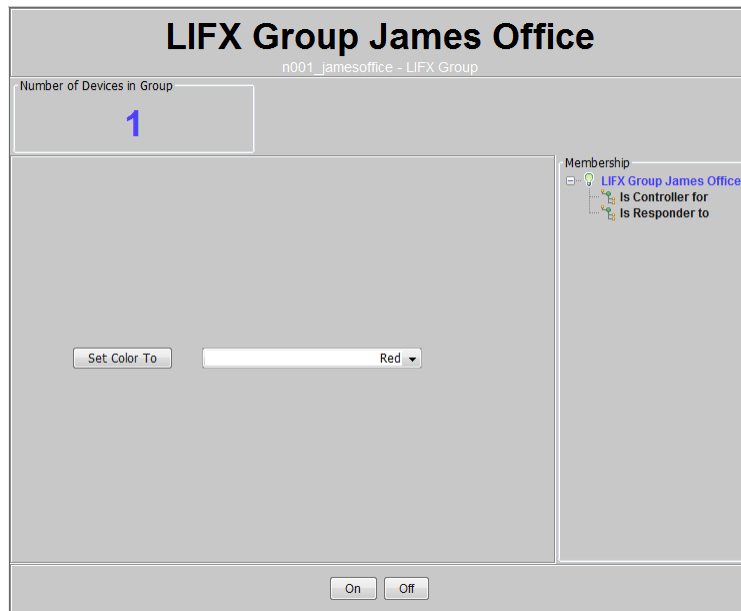 LIFX Group James Office
n001_jamesoffice - LIFX Group
Number of Devices in Group
1
Membership
LIFX Group James Office
Is Controller for
Is Responder to
Set Color To
Red
On
Off